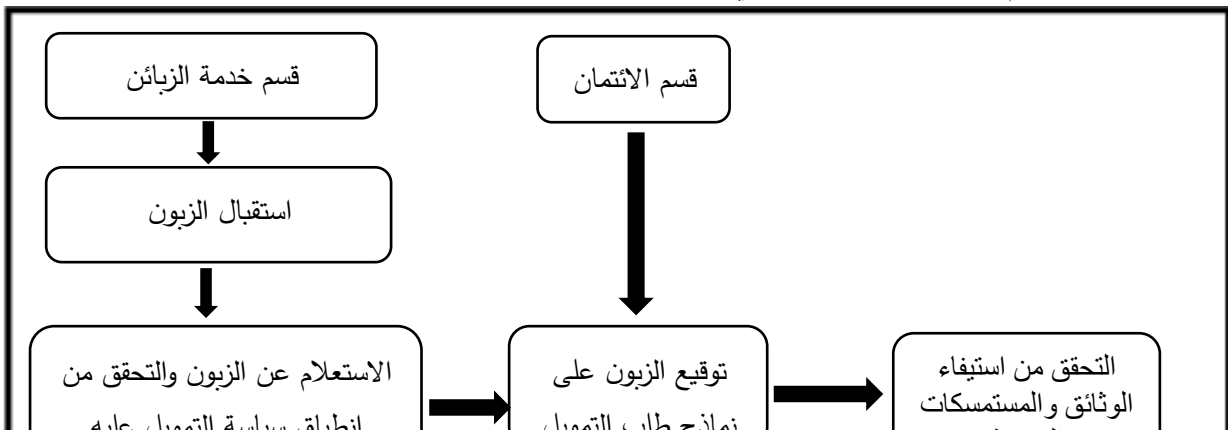 قسم خدمة الزبائن
قسم الائتمان
استقبال الزبون
الاستعلام عن الزبون والتحقق من
انطباق سياسة التمويل عليه
توقيع الزبون على
نماذج طلب التمويل
التحقق من استيفاء
الوثائق والمستمسكات